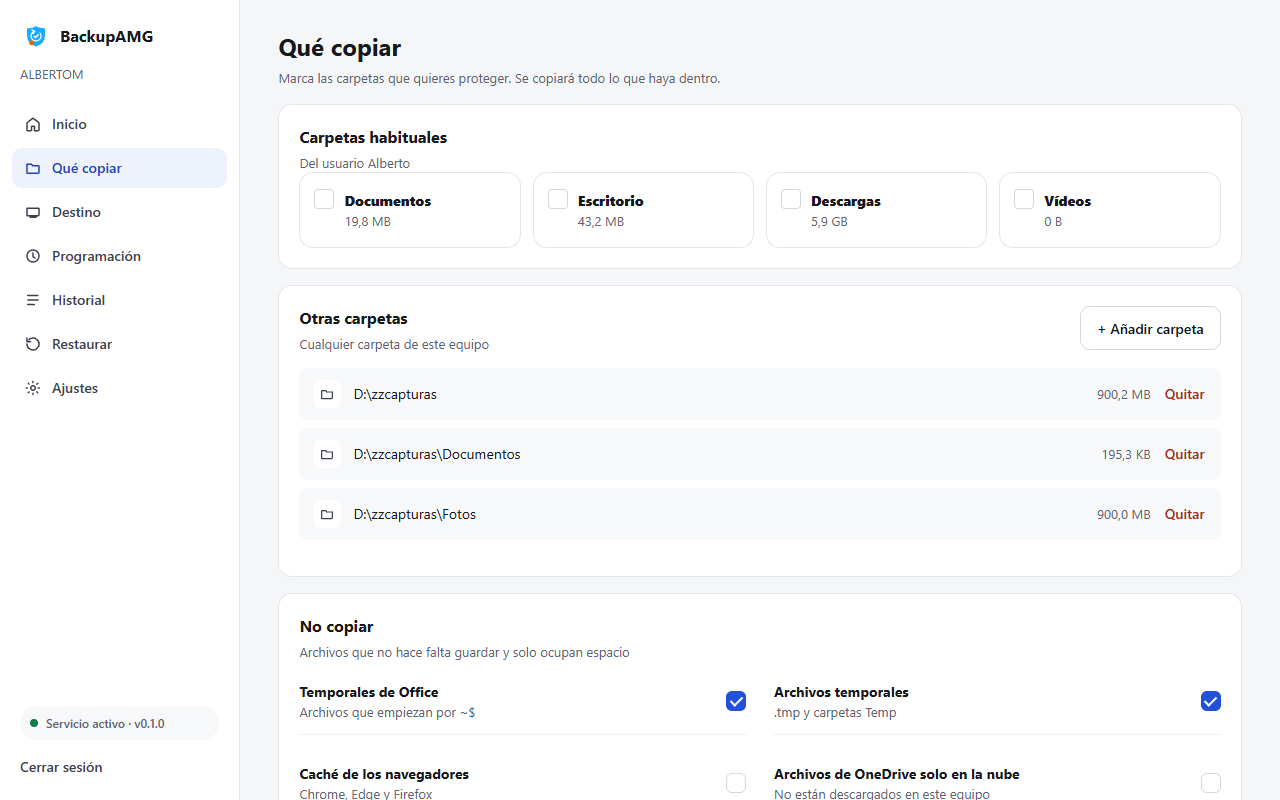 BackupAMG
ALBERTOM
Inicio
Qué copiar
Destino
Programación
Historial
Restaurar
Ajustes
Servicio activo · v0.1.0
Cerrar sesión
Qué copiar
Marca las carpetas que quieres proteger. Se copiará todo lo que haya dentro.
Carpetas habituales
Del usuario Alberto
Documentos
19,8 MB
Escritorio
43,2 MB
Descargas
5,9 GB
Vídeos
0 B
Otras carpetas
Cualquier carpeta de este equipo
+ Añadir carpeta
D:\zzcapturas 900,2 MB Quitar
D:\zzcapturas\Documentos 195,3 KB Quitar
D:\zzcapturas\Fotos 900,0 MB Quitar
No copiar
Archivos que no hace falta guardar y solo ocupan espacio
Temporales de Office
Archivos que empiezan por ~$
Archivos temporales
.tmp y carpetas Temp
Caché de los navegadores
Chrome, Edge y Firefox
Archivos de OneDrive solo en la nube
No están descargados en este equipo